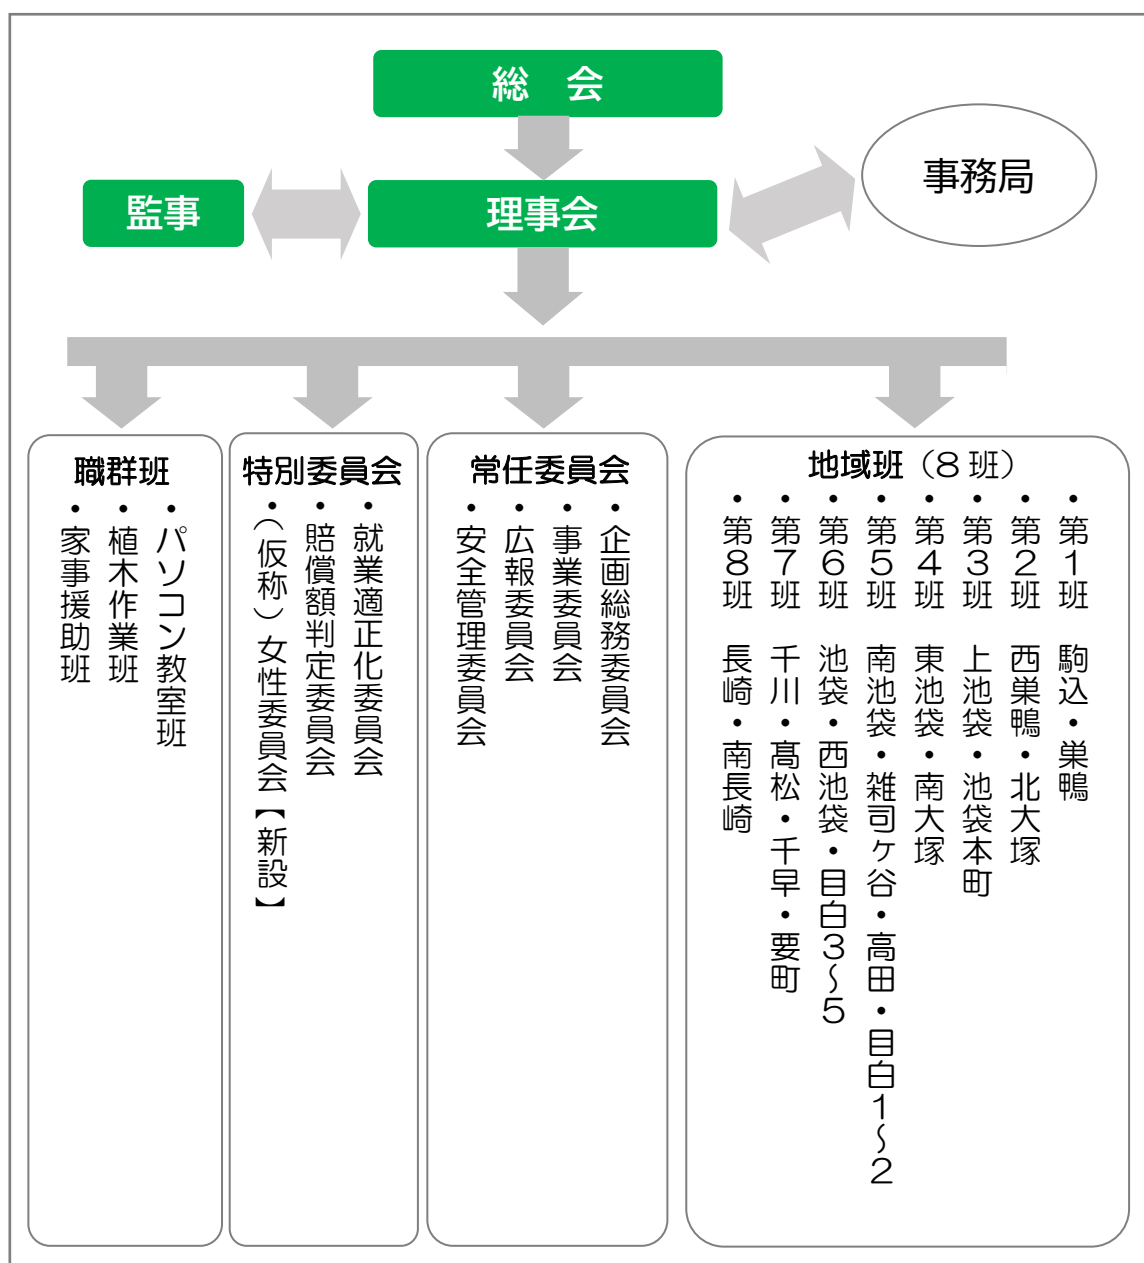 総　会
監事
理事会
事務局
地域班（８班）
・第１班　駒込・巣鴨
・第２班　西巣鴨・北大塚
・第３班　上池袋・池袋本町
・第４班　東池袋・南大塚
・第５班　南池袋・雑司ヶ谷・高田・目白１～２
・第６班　池袋・西池袋・目白３～５
・第７班　千川・髙松・千早・要町
・第８班　長崎・南長崎
常任委員会
・企画総務委員会
・事業委員会
・広報委員会
・安全管理委員会
特別委員会
・就業適正化委員会
・賠償額判定委員会
・（仮称）女性委員会【新設】
職群班
・パソコン教室班
・植木作業班
・家事援助班